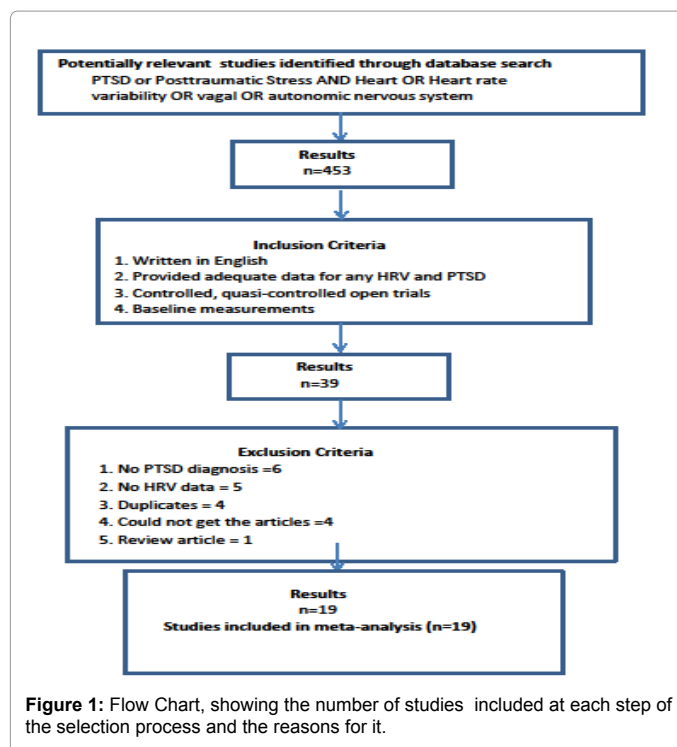 Potentially relevant studies identified through database search
PTSD or Posttraumatic Stress AND Heart OR Heart rate
variability OR vagal OR autonomic nervous system
Results
n=453
Inclusion Criteria
1. Written in English
2. Provided adequate data for any HRV and PTSD
3. Controlled, quasi-controlled open trials
4. Baseline measurements
Results
n=39
Exclusion Criteria
1. No PTSD diagnosis =6
2. No HRV data = 5
3. Duplicates = 4
4. Could not get the articles =4
5. Review article = 1
Results
n=19
Studies included in meta-analysis (n=19)
Figure 1: Flow Chart, showing the number of studies included at each step of
the selection process and the reasons for it.